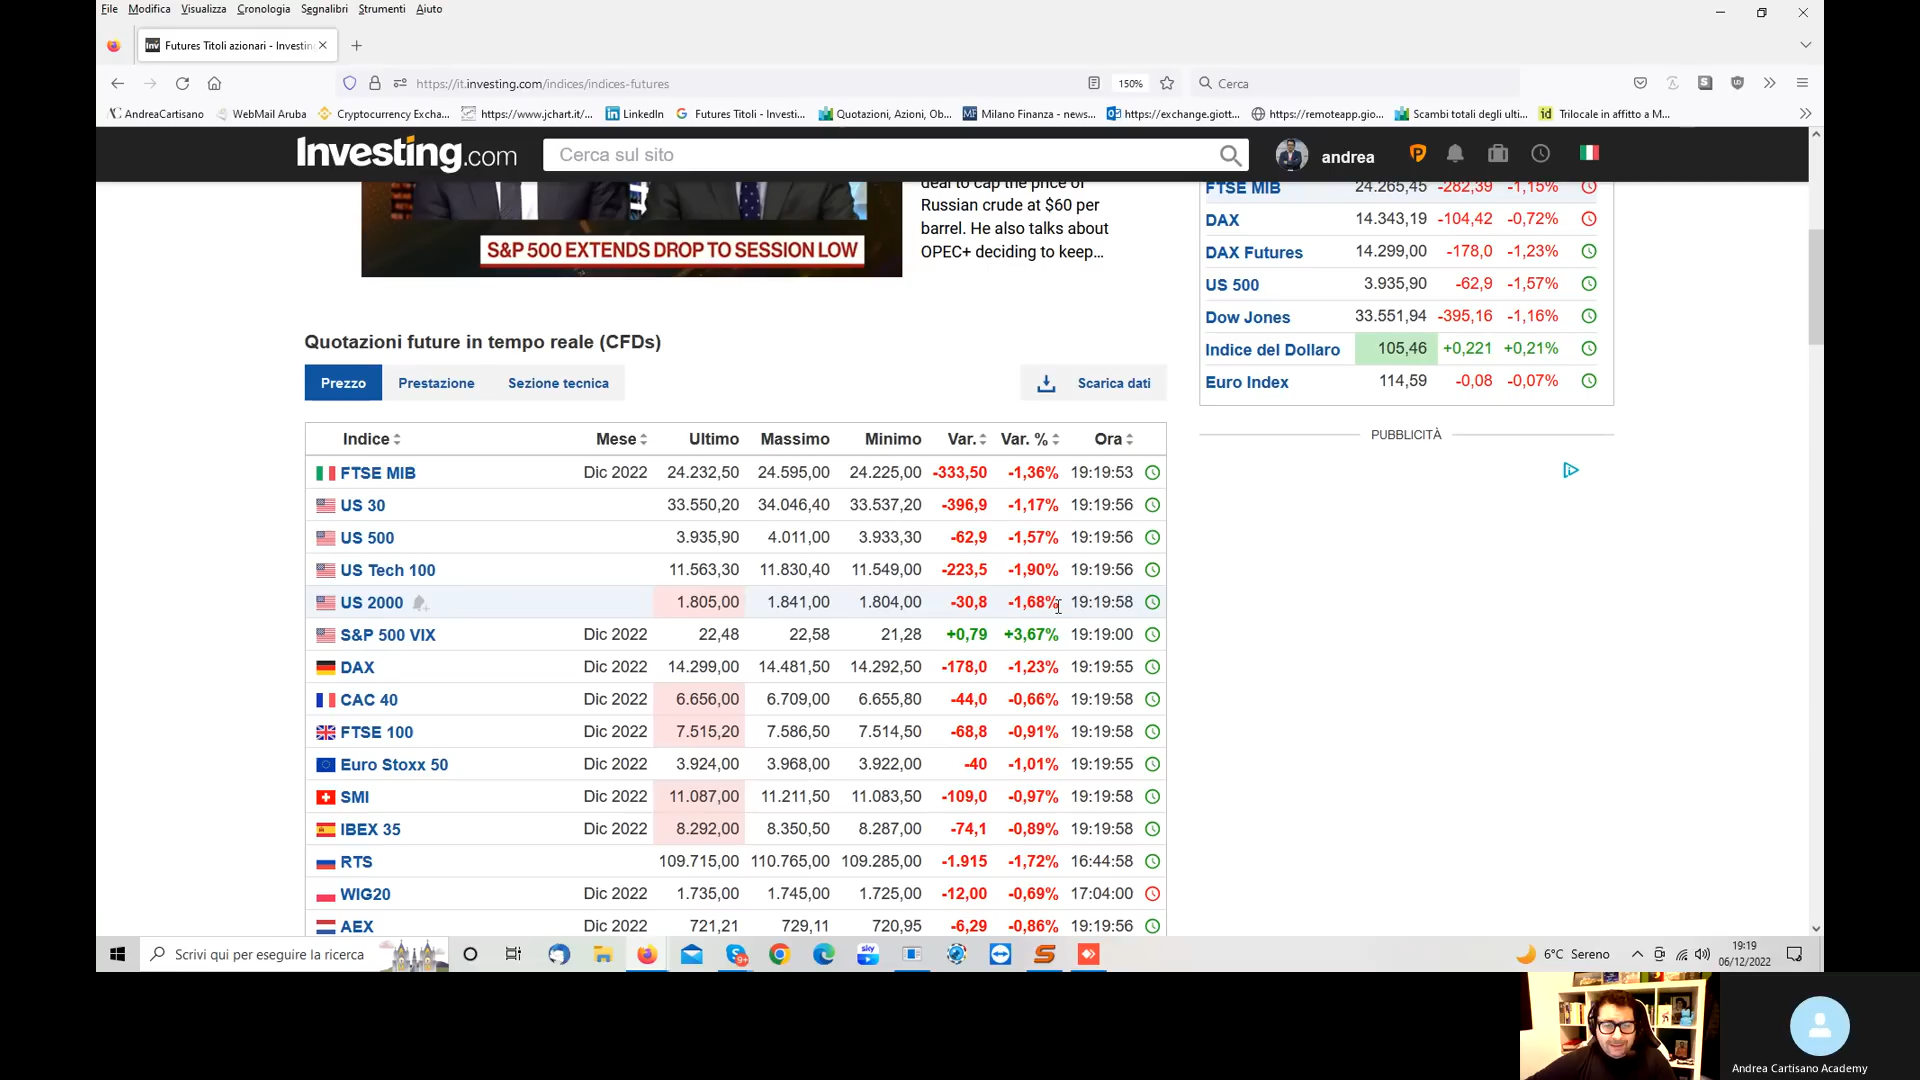 File Modifica Visualizza Cronologia Segnalibri Strumenti Aiuto
Inv Futures Titoli azionari - Investin
https://it.investing.com/indices/indices-futures 150% Cerca
AndreaCartisano WebMail Aruba Cryptocurrency Excha... https://www.jchart.it/... LinkedIn Futures Titoli - Investi... Quotazioni, Azioni, Ob... Milano Finanza - news... https://exchange.giott... https://remoteapp.gio... Scambi totali degli ulti... Trilocale in affitto a M...
Investing.com Cerca sul sito andrea
deal to cap the price of
Russian crude at $60 per
barrel. He also talks about
OPEC+ deciding to keep...
S&P 500 EXTENDS DROP TO SESSION LOW
FTSE MIB 24.265,45 -282,39 -1,15%
DAX 14.343,19 -104,42 -0,72%
DAX Futures 14.299,00 -178,0 -1,23%
US 500 3.935,90 -62,9 -1,57%
Dow Jones 33.551,94 -395,16 -1,16%
Indice del Dollaro 105,46 +0,221 +0,21%
Euro Index 114,59 -0,08 -0,07%
PUBBLICITÀ
Quotazioni future in tempo reale (CFDs)
Prezzo Prestazione Sezione tecnica Scarica dati
Indice Mese Ultimo Massimo Minimo Var. Var. % Ora
FTSE MIB Dic 2022 24.232,50 24.595,00 24.225,00 -333,50 -1,36% 19:19:53
US 30 33.550,20 34.046,40 33.537,20 -396,9 -1,17% 19:19:56
US 500 3.935,90 4.011,00 3.933,30 -62,9 -1,57% 19:19:56
US Tech 100 11.563,30 11.830,40 11.549,00 -223,5 -1,90% 19:19:56
US 2000 1.805,00 1.841,00 1.804,00 -30,8 -1,68% 19:19:58
S&P 500 VIX Dic 2022 22,48 22,58 21,28 +0,79 +3,67% 19:19:00
DAX Dic 2022 14.299,00 14.481,50 14.292,50 -178,0 -1,23% 19:19:55
CAC 40 Dic 2022 6.656,00 6.709,00 6.655,80 -44,0 -0,66% 19:19:58
FTSE 100 Dic 2022 7.515,20 7.586,50 7.514,50 -68,8 -0,91% 19:19:58
Euro Stoxx 50 Dic 2022 3.924,00 3.968,00 3.922,00 -40 -1,01% 19:19:55
SMI Dic 2022 11.087,00 11.211,50 11.083,50 -109,0 -0,97% 19:19:58
IBEX 35 Dic 2022 8.292,00 8.350,50 8.287,00 -74,1 -0,89% 19:19:58
RTS 109.715,00 110.765,00 109.285,00 -1.915 -1,72% 16:44:58
WIG20 Dic 2022 1.735,00 1.745,00 1.725,00 -12,00 -0,69% 17:04:00
AEX Dic 2022 721,21 729,11 720,95 -6,29 -0,86% 19:19:56
Scrivi qui per eseguire la ricerca 6°C Sereno 19:19
06/12/2022
Andrea Cartisano Academy